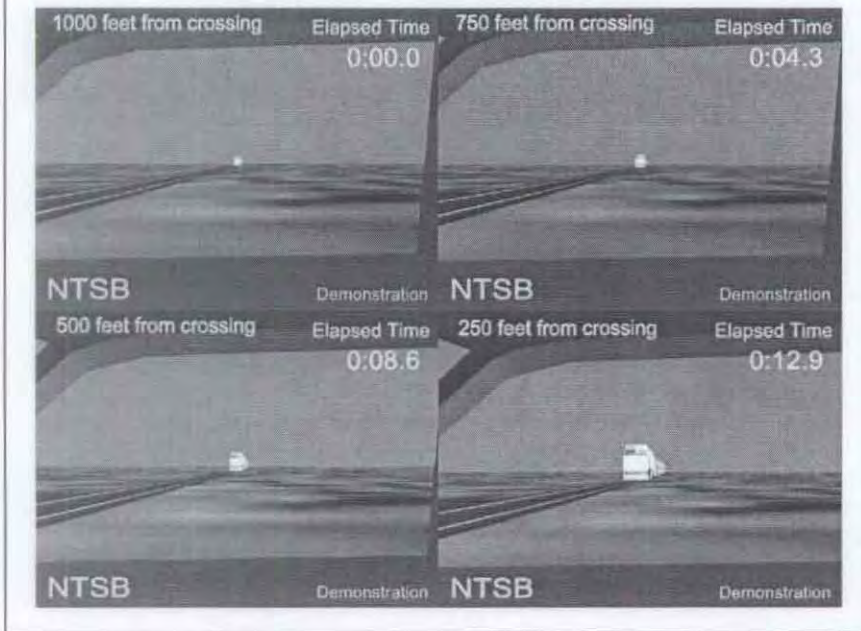 1000 feet from crossing
Elapsed Time
0:00.0
NTSB
Demonstration
750 feet from crossing
Elapsed Time
0:04.3
NTSB
Demonstration
500 feet from crossing
Elapsed Time
0:08.6
NTSB
Demonstration
250 feet from crossing
Elapsed Time
0:12.9
NTSB
Demonstration